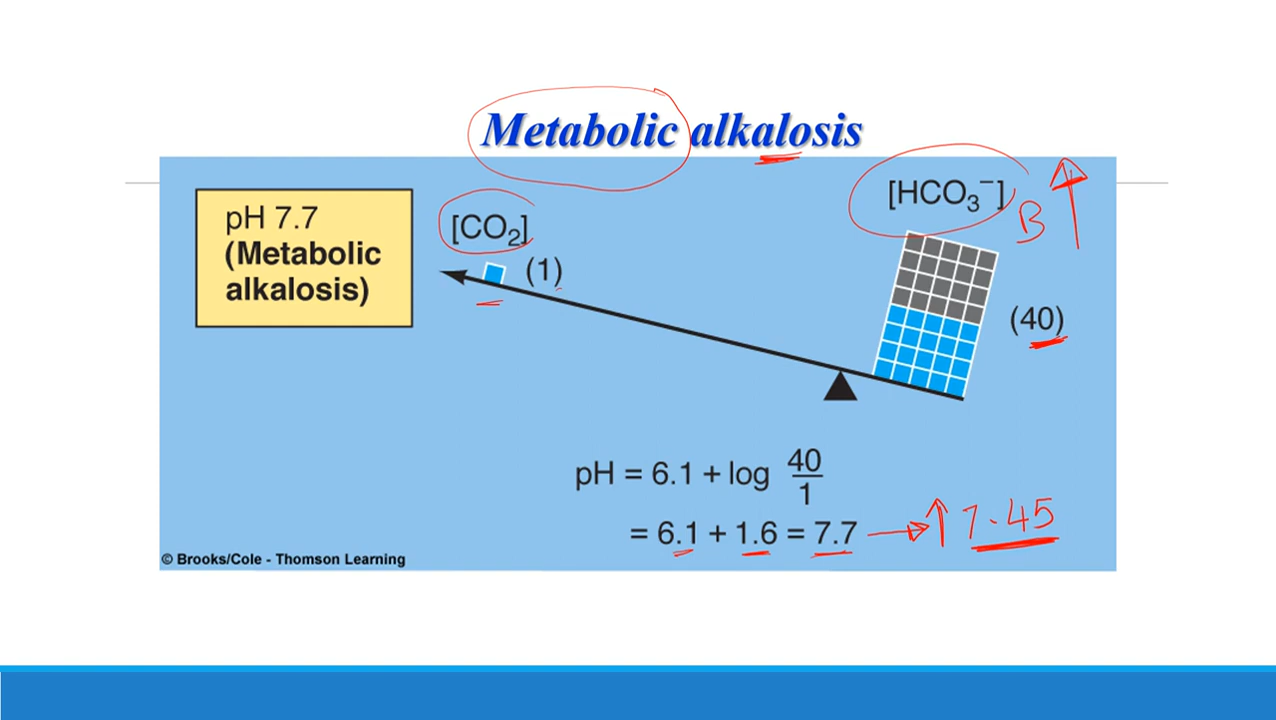 Metabolic alkalosis
pH 7.7
(Metabolic
alkalosis)
[CO₂]
(1)
[HCO₃⁻]
B
(40)
pH = 6.1 + log 40/1
= 6.1 + 1.6 = 7.7 → ↑ 7.45
© Brooks/Cole - Thomson Learning